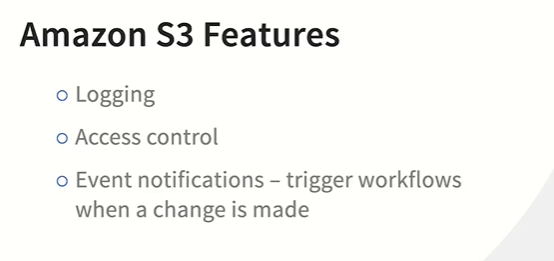 Amazon S3 Features
Logging
Access control
Event notifications – trigger workflows
when a change is made